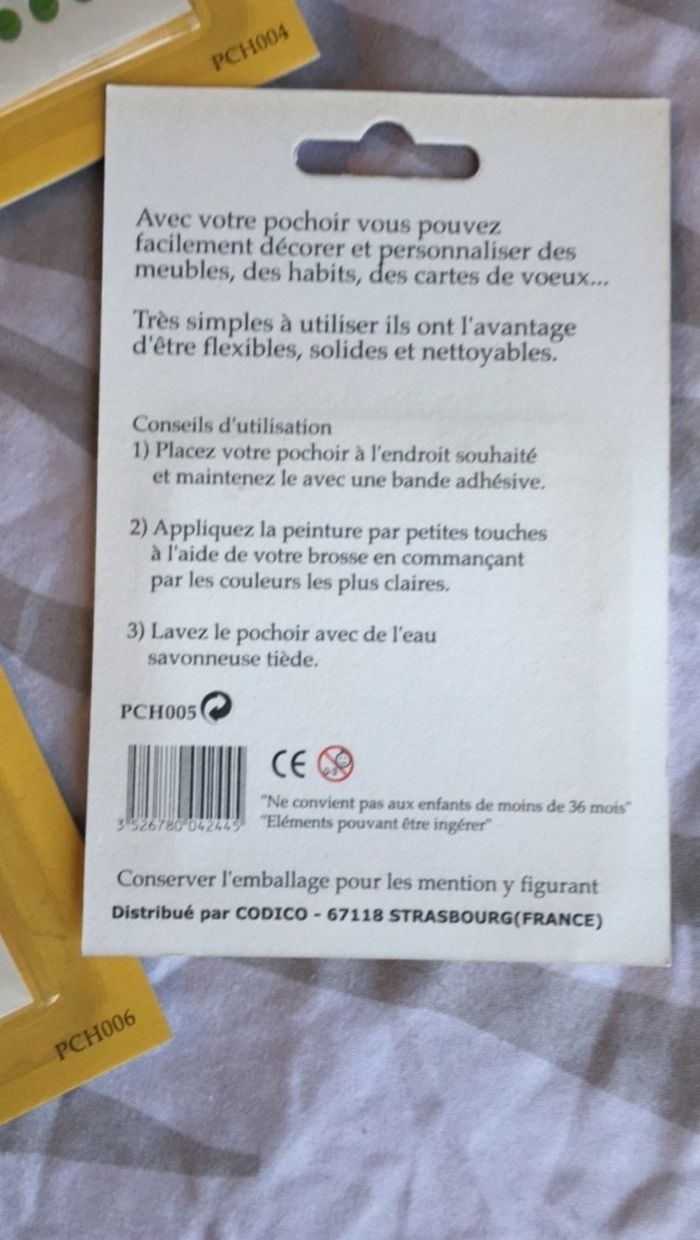 PCH004
Avec votre pochoir vous pouvez
facilement décorer et personnaliser des
meubles, des habits, des cartes de voeux...
Très simples à utiliser ils ont l'avantage
d'être flexibles, solides et nettoyables.
Conseils d'utilisation
1) Placez votre pochoir à l'endroit souhaité
et maintenez le avec une bande adhésive.
2) Appliquez la peinture par petites touches
à l'aide de votre brosse en commançant
par les couleurs les plus claires.
3) Lavez le pochoir avec de l'eau
savonneuse tiède.
PCH005
CE 0-3
"Ne convient pas aux enfants de moins de 36 mois"
3 526780 042445 "Eléments pouvant être ingérer"
Conserver l'emballage pour les mention y figurant
Distribué par CODICO - 67118 STRASBOURG(FRANCE)
PCH006